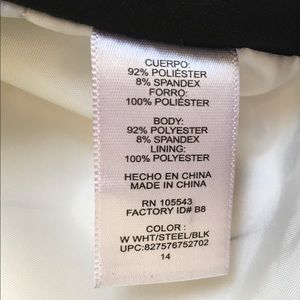 CUERPO:
92% POLIÉSTER
8% SPANDEX
FORRO:
100% POLIÉSTER
BODY:
92% POLYESTER
8% SPANDEX
LINING:
100% POLYESTER
HECHO EN CHINA
MADE IN CHINA
RN 105543
FACTORY ID# B8
COLOR :
W WHT/STEEL/BLK
UPC:827576752702
14